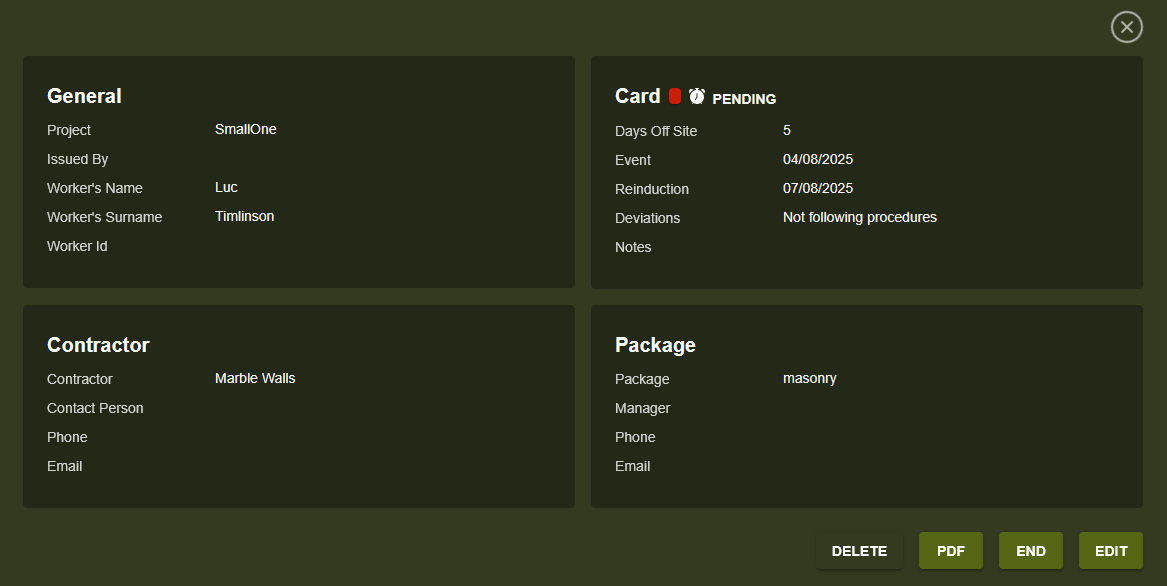 General
Project SmallOne
Issued By
Worker's Name Luc
Worker's Surname Timlinson
Worker Id
Card PENDING
Days Off Site 5
Event 04/08/2025
Reinduction 07/08/2025
Deviations Not following procedures
Notes
Contractor
Contractor Marble Walls
Contact Person
Phone
Email
Package
Package masonry
Manager
Phone
Email
DELETE PDF END EDIT